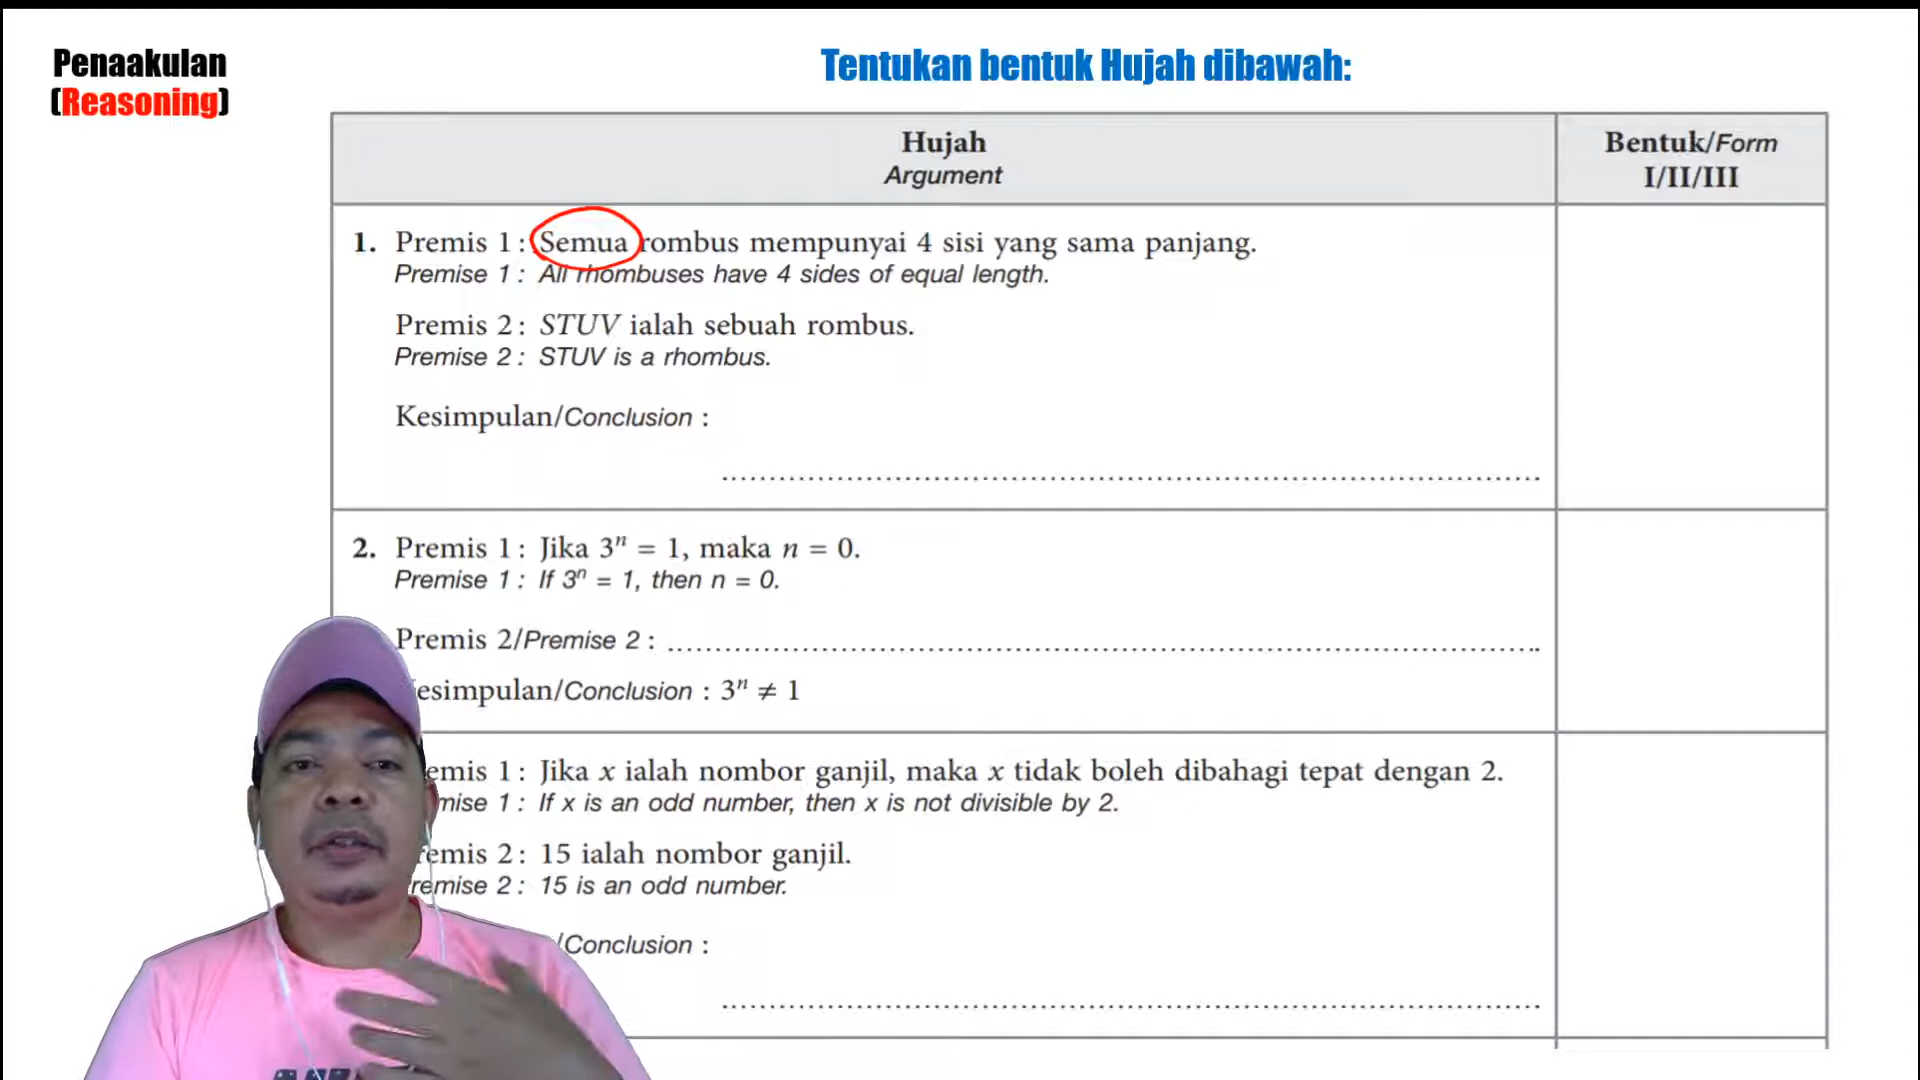 Penaakulan
(Reasoning)
Tentukan bentuk Hujah dibawah:
Hujah
Argument
Bentuk/Form
I/II/III
1. Premis 1 : Semua rombus mempunyai 4 sisi yang sama panjang.
Premise 1 : All rhombuses have 4 sides of equal length.
Premis 2 : STUV ialah sebuah rombus.
Premise 2 : STUV is a rhombus.
Kesimpulan/Conclusion :
2. Premis 1 : Jika 3ⁿ = 1, maka n = 0.
Premise 1 : If 3ⁿ = 1, then n = 0.
Premis 2/Premise 2 :
esimpulan/Conclusion : 3ⁿ ≠ 1
emis 1 : Jika x ialah nombor ganjil, maka x tidak boleh dibahagi tepat dengan 2.
mise 1 : If x is an odd number, then x is not divisible by 2.
remis 2 : 15 ialah nombor ganjil.
remise 2 : 15 is an odd number.
/Conclusion :